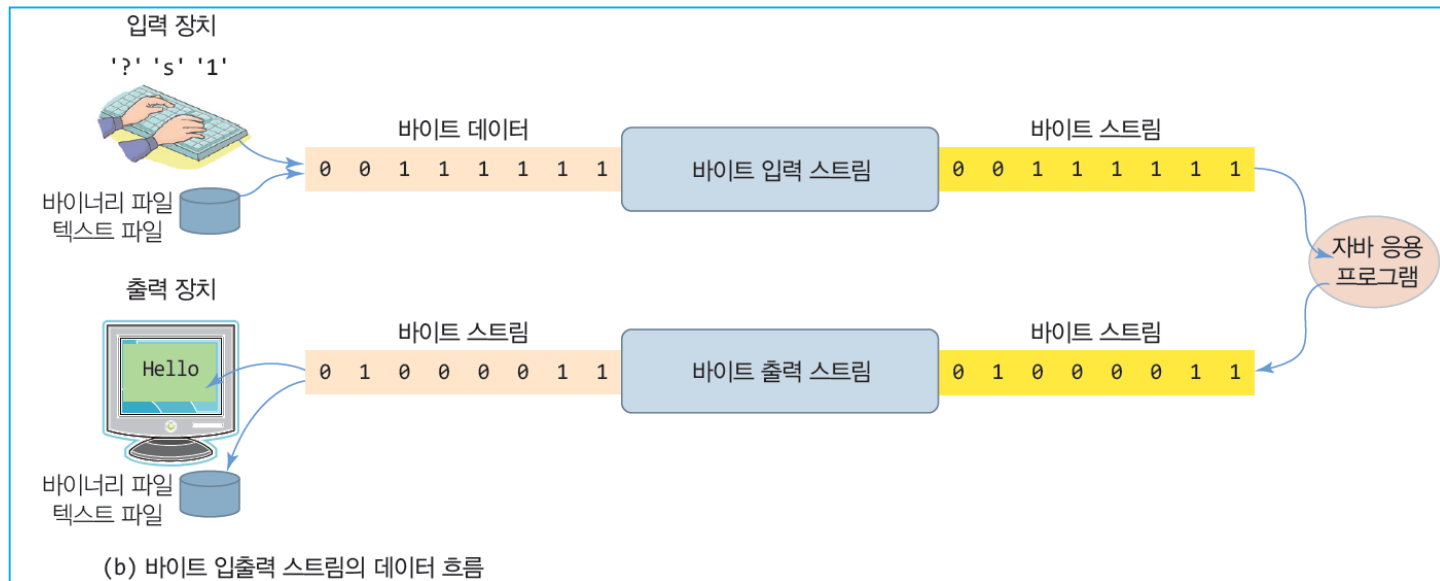 입력 장치
'?' 's' '1'
바이트 데이터
바이트 스트림
0 0 1 1 1 1 1 1
바이트 입력 스트림
0 0 1 1 1 1 1 1
바이너리 파일
텍스트 파일
자바 응용
프로그램
출력 장치
바이트 스트림
바이트 스트림
Hello
0 1 0 0 0 0 1 1
바이트 출력 스트림
0 1 0 0 0 0 1 1
바이너리 파일
텍스트 파일
(b) 바이트 입출력 스트림의 데이터 흐름